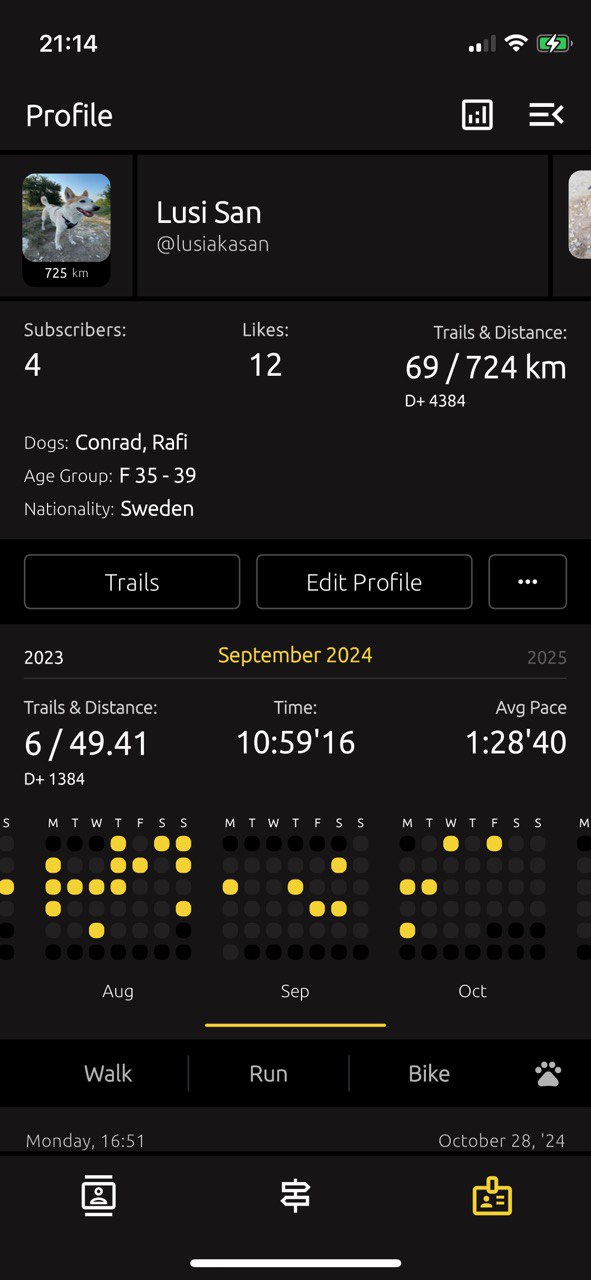 21:14
Profile
Lusi San
@lusiakasan
725 km
Subscribers: Likes: Trails & Distance:
4 12 69 / 724 km
D+ 4384
Dogs: Conrad, Rafi
Age Group: F 35 - 39
Nationality: Sweden
Trails Edit Profile ...
2023 September 2024 2025
Trails & Distance: Time: Avg Pace
6 / 49.41 10:59'16 1:28'40
D+ 1384
S M T W T F S S M T W T F S S M T W T F S S M
Aug Sep Oct
Walk Run Bike
Monday, 16:51 October 28, '24